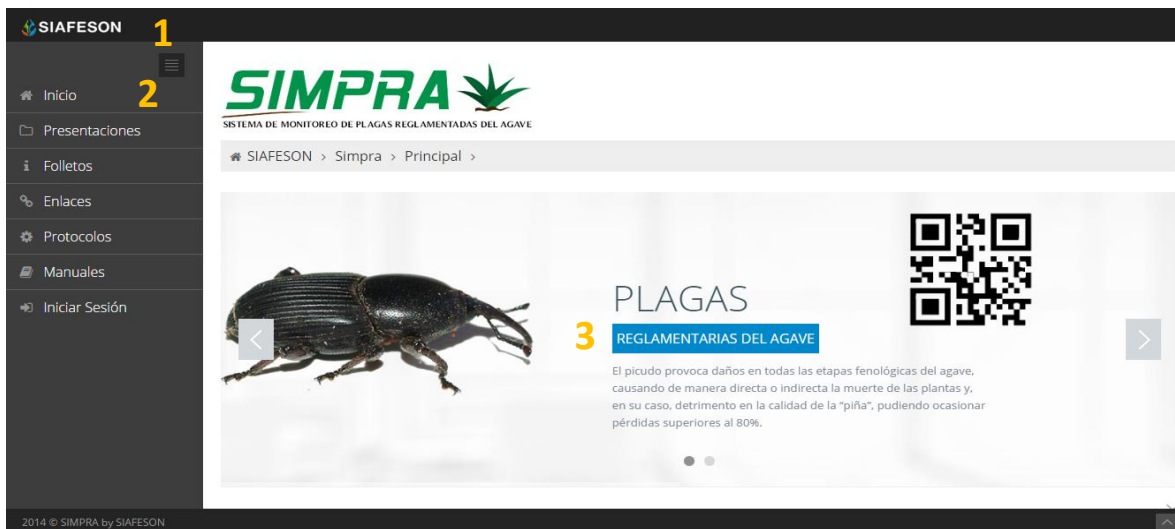 SIAFESON
1
2
Inicio
Presentaciones
Folletos
Enlaces
Protocolos
Manuales
Iniciar Sesión
SIMPRA
SISTEMA DE MONITOREO DE PLAGAS REGLAMENTADAS DEL AGAVE
SIAFESON > Simpra > Principal >
PLAGAS
3
REGLAMENTARIAS DEL AGAVE
El picudo provoca daños en todas las etapas fenológicas del agave,
causando de manera directa o indirecta la muerte de las plantas y,
en su caso, detrimento en la calidad de la “piña”, pudiendo ocasionar
pérdidas superiores al 80%.
2014 © SIMPRA by SIAFESON